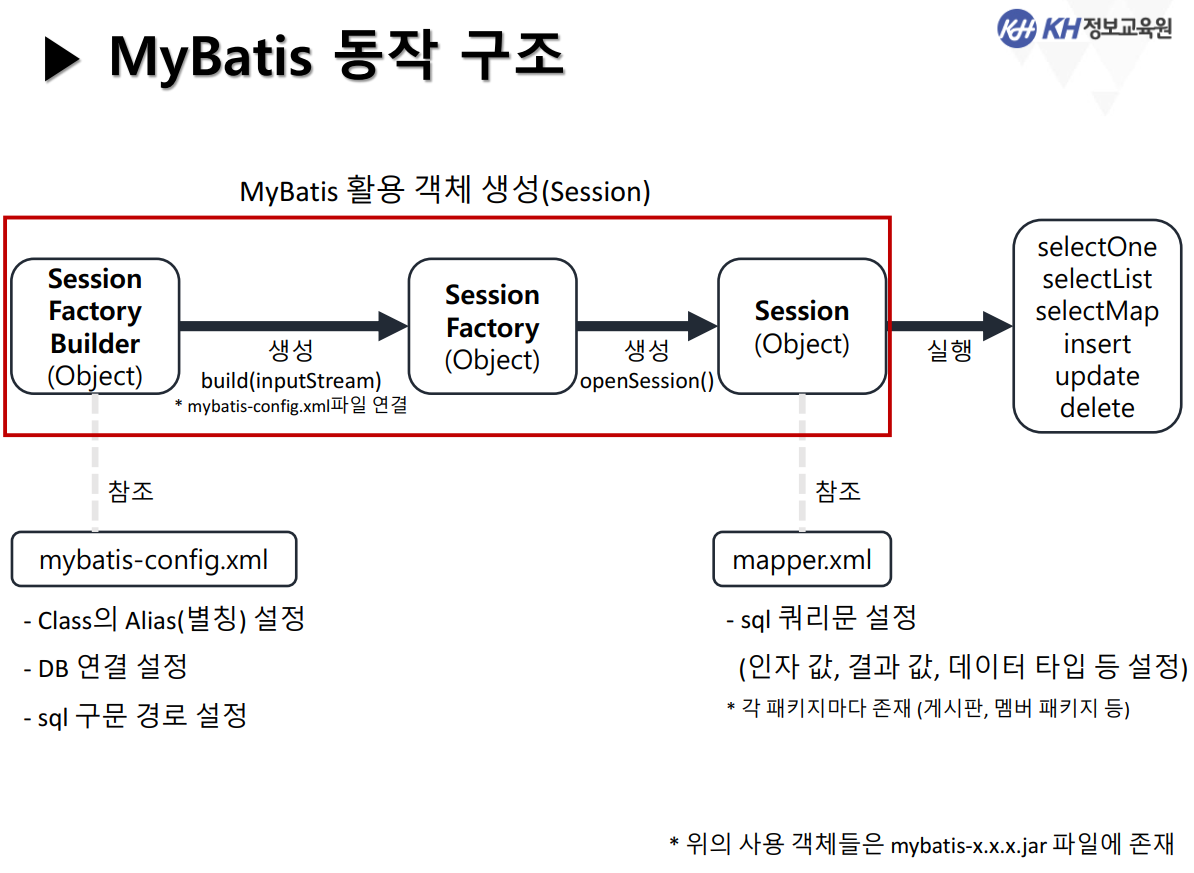 ▶ MyBatis 동작 구조
KH KH정보교육원
MyBatis 활용 객체 생성(Session)
Session
Factory
Builder
(Object)
생성
build(inputStream)
* mybatis-config.xml파일 연결
Session
Factory
(Object)
생성
openSession()
Session
(Object)
실행
selectOne
selectList
selectMap
insert
update
delete
참조
mybatis-config.xml
- Class의 Alias(별칭) 설정
- DB 연결 설정
- sql 구문 경로 설정
참조
mapper.xml
- sql 쿼리문 설정
(인자 값, 결과 값, 데이터 타입 등 설정)
* 각 패키지마다 존재 (게시판, 멤버 패키지 등)
* 위의 사용 객체들은 mybatis-x.x.x.jar 파일에 존재